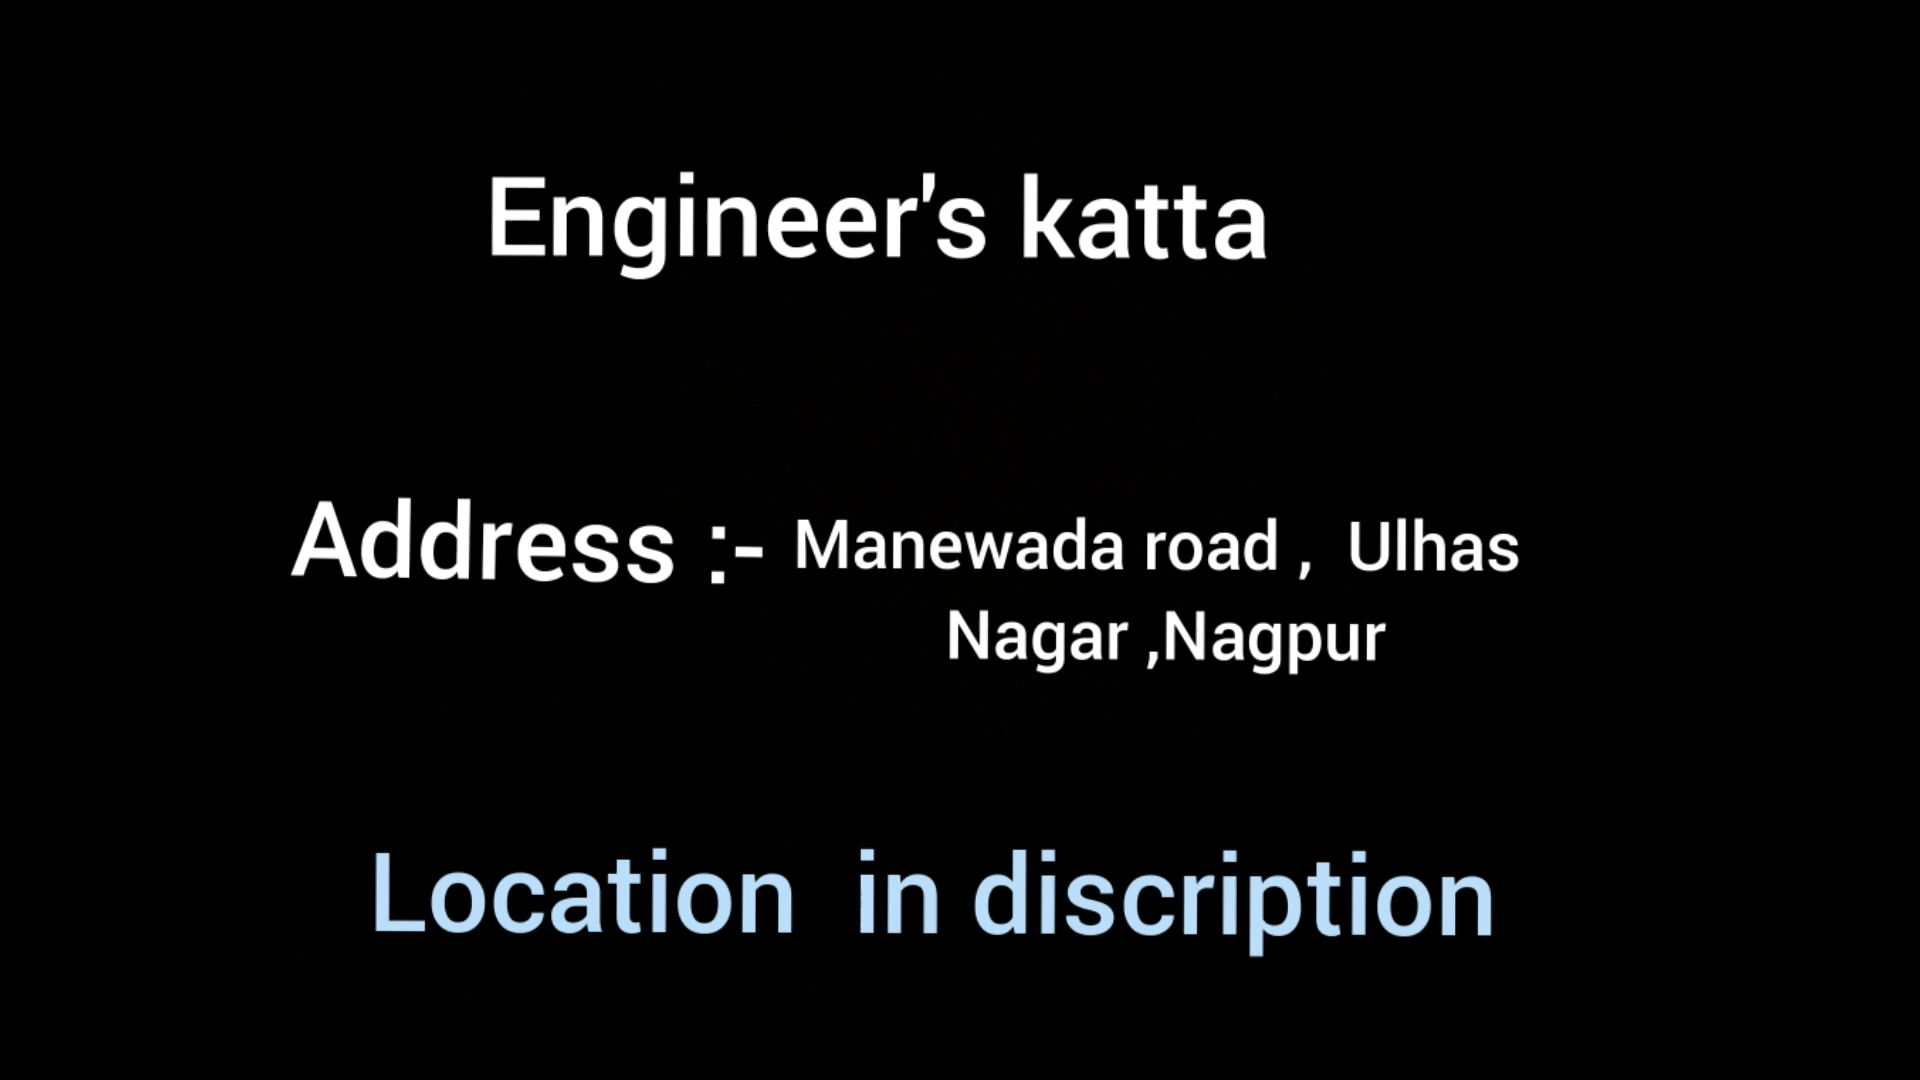 Engineer's katta
Address :- Manewada road , Ulhas
Nagar ,Nagpur
Location in discription